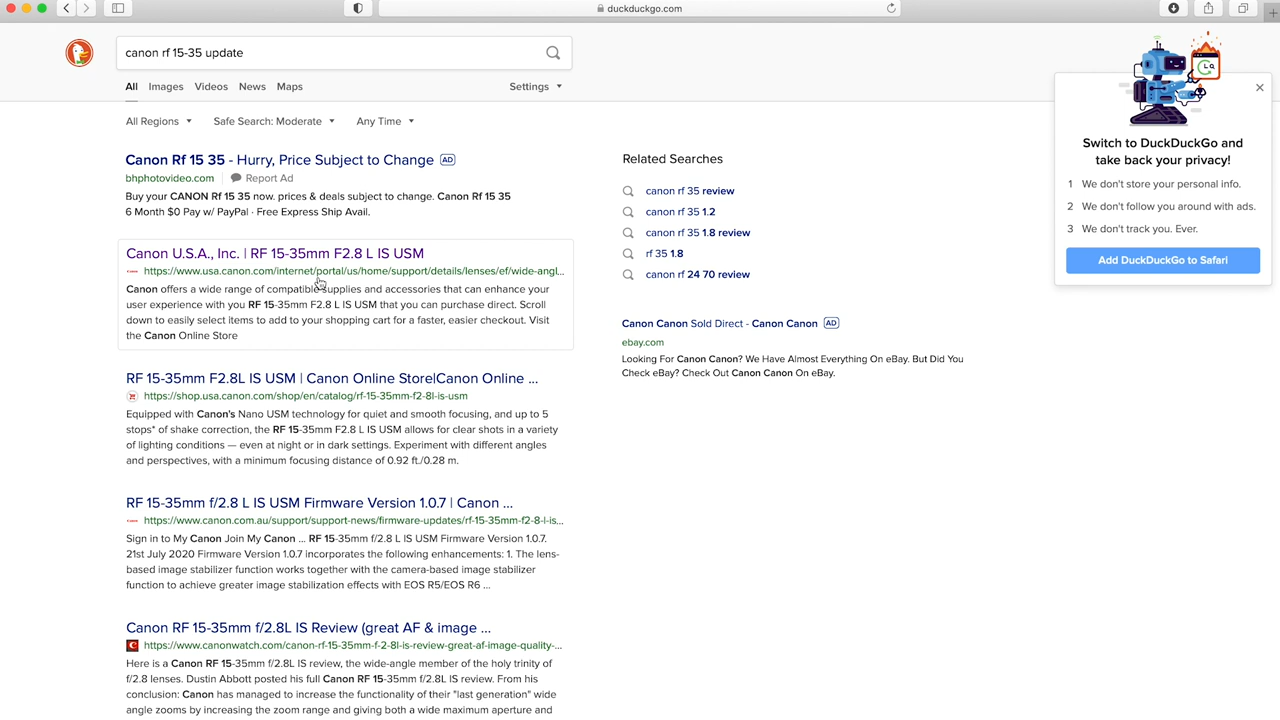 duckduckgo.com
canon rf 15-35 update
All Images Videos News Maps Settings
All Regions Safe Search: Moderate Any Time
Canon Rf 15 35 - Hurry, Price Subject to Change AD
bhphotovideo.com Report Ad
Buy your CANON Rf 15 35 now. prices & deals subject to change. Canon Rf 15 35
6 Month $0 Pay w/ PayPal · Free Express Ship Avail.
Canon U.S.A., Inc. | RF 15-35mm F2.8 L IS USM
https://www.usa.canon.com/internet/portal/us/home/support/details/lenses/ef/wide-angl...
Canon offers a wide range of compatible supplies and accessories that can enhance your
user experience with you RF 15-35mm F2.8 L IS USM that you can purchase direct. Scroll
down to easily select items to add to your shopping cart for a faster, easier checkout. Visit
the Canon Online Store
RF 15-35mm F2.8L IS USM | Canon Online Store|Canon Online ...
https://shop.usa.canon.com/shop/en/catalog/rf-15-35mm-f2-8l-is-usm
Equipped with Canon's Nano USM technology for quiet and smooth focusing, and up to 5
stops* of shake correction, the RF 15-35mm F2.8 L IS USM allows for clear shots in a variety
of lighting conditions — even at night or in dark settings. Experiment with different angles
and perspectives, with a minimum focusing distance of 0.92 ft./0.28 m.
RF 15-35mm f/2.8 L IS USM Firmware Version 1.0.7 | Canon ...
https://www.canon.com.au/support/support-news/firmware-updates/rf-15-35mm-f2-8-l-is...
Sign in to My Canon Join My Canon ... RF 15-35mm f/2.8 L IS USM Firmware Version 1.0.7.
21st July 2020 Firmware Version 1.0.7 incorporates the following enhancements: 1. The lens-
based image stabilizer function works together with the camera-based image stabilizer
function to achieve greater image stabilization effects with EOS R5/EOS R6 ...
Canon RF 15-35mm f/2.8L IS Review (great AF & image ...
https://www.canonwatch.com/canon-rf-15-35mm-f-2-8l-is-review-great-af-image-quality-...
Here is a Canon RF 15-35mm f/2.8L IS review, the wide-angle member of the holy trinity of
f/2.8 lenses. Dustin Abbott posted his full Canon RF 15-35mm f/2.8L IS review. From his
conclusion: Canon has managed to increase the functionality of their "last generation" wide
angle zooms by increasing the zoom range and giving both a wide maximum aperture and
Related Searches
canon rf 35 review
canon rf 35 1.2
canon rf 35 1.8 review
rf 35 1.8
canon rf 24 70 review
Canon Canon Sold Direct - Canon Canon AD
ebay.com
Looking For Canon Canon? We Have Almost Everything On eBay. But Did You
Check eBay? Check Out Canon Canon On eBay.
Switch to DuckDuckGo and
take back your privacy!
1 We don't store your personal info.
2 We don't follow you around with ads.
3 We don't track you. Ever.
Add DuckDuckGo to Safari